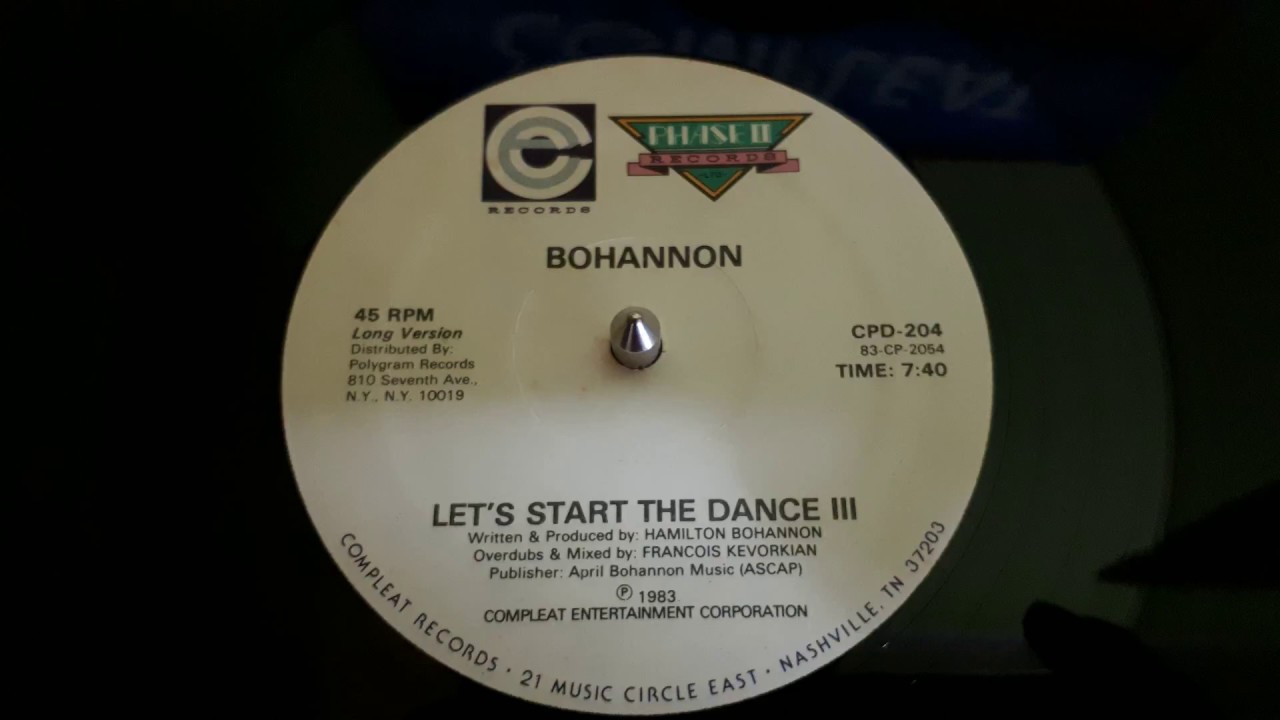 RECORDS
PHASE II
RECORDS
-LTD-
BOHANNON
45 RPM
Long Version
Distributed By:
Polygram Records
810 Seventh Ave.,
N.Y., N.Y. 10019
CPD-204
83-CP-2054
TIME: 7:40
LET'S START THE DANCE III
Written & Produced by: HAMILTON BOHANNON
Overdubs & Mixed by: FRANCOIS KEVORKIAN
Publisher: April Bohannon Music (ASCAP)
℗ 1983
COMPLEAT ENTERTAINMENT CORPORATION
COMPLEAT RECORDS · 21 MUSIC CIRCLE EAST · NASHVILLE, TN 37203